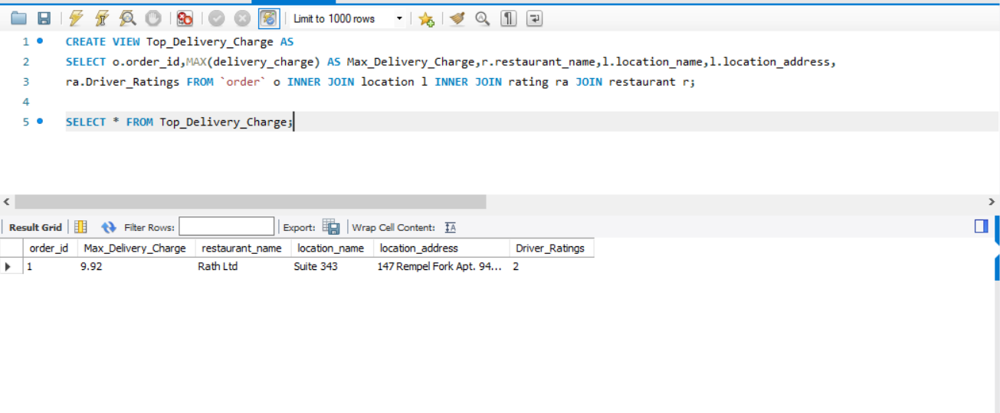 Limit to 1000 rows
1 CREATE VIEW Top_Delivery_Charge AS
2 SELECT o.order_id,MAX(delivery_charge) AS Max_Delivery_Charge,r.restaurant_name,l.location_name,l.location_address,
3 ra.Driver_Ratings FROM `order` o INNER JOIN location l INNER JOIN rating ra JOIN restaurant r;
4
5 SELECT * FROM Top_Delivery_Charge;
Result Grid Filter Rows: Export: Wrap Cell Content: IA
order_id Max_Delivery_Charge restaurant_name location_name location_address Driver_Ratings
1 9.92 Rath Ltd Suite 343 147 Rempel Fork Apt. 94... 2